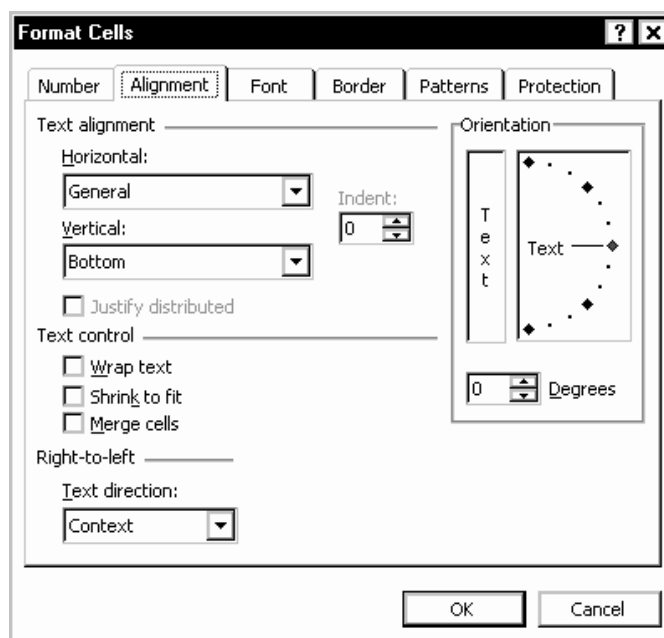 Format Cells
Number Alignment Font Border Patterns Protection
Text alignment
Horizontal:
General
Indent:
0
Vertical:
Bottom
Justify distributed
Text control
Wrap text
Shrink to fit
Merge cells
Right-to-left
Text direction:
Context
Orientation
T
e
x
t
Text
0 Degrees
OK Cancel